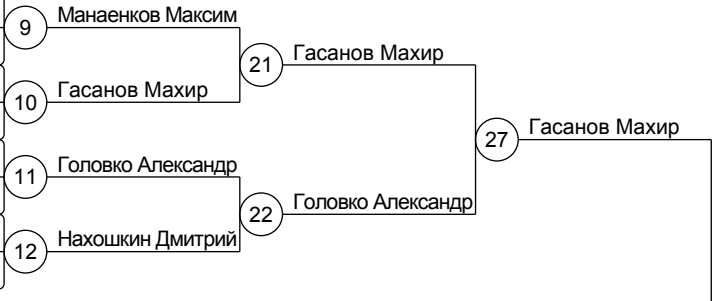 9 Манаенков Максим
21 Гасанов Махир
10 Гасанов Махир
27 Гасанов Махир
11 Головко Александр
22 Головко Александр
12 Нахошкин Дмитрий